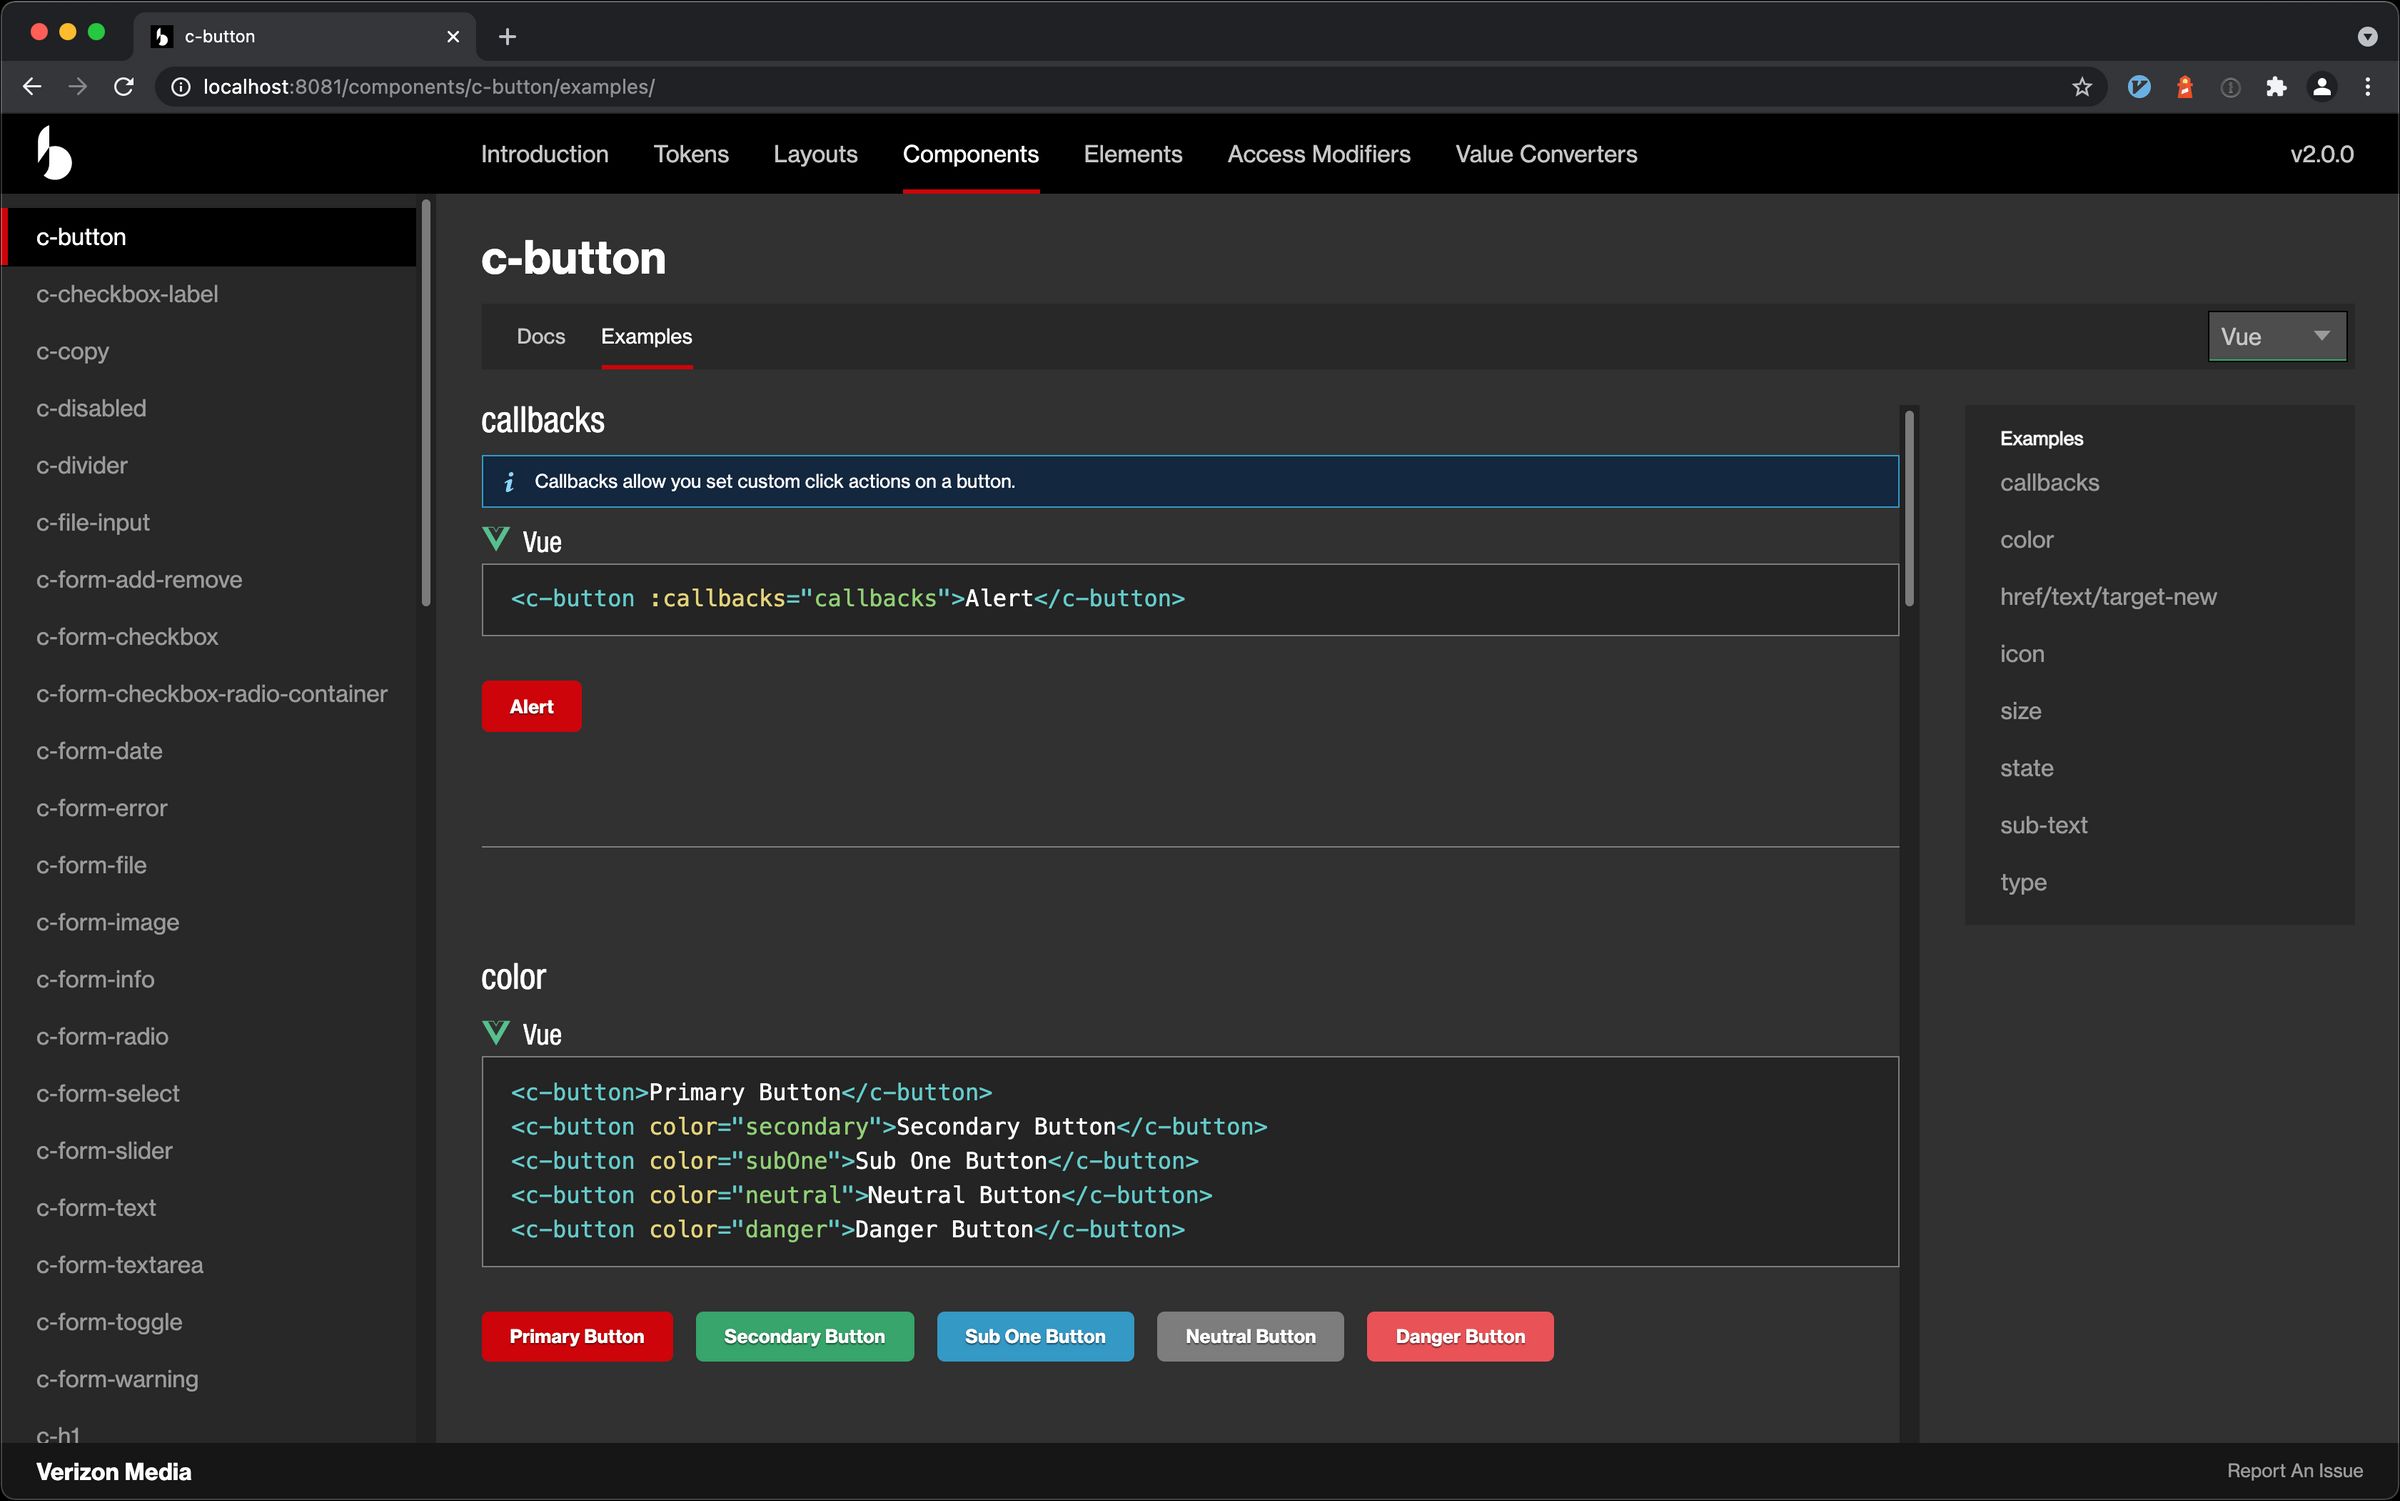 c-button
localhost:8081/components/c-button/examples/
Introduction
Tokens
Layouts
Components
Elements
Access Modifiers
Value Converters
v2.0.0
c-button
c-checkbox-label
c-copy
c-disabled
c-divider
c-file-input
c-form-add-remove
c-form-checkbox
c-form-checkbox-radio-container
c-form-date
c-form-error
c-form-file
c-form-image
c-form-info
c-form-radio
c-form-select
c-form-slider
c-form-text
c-form-textarea
c-form-toggle
c-form-warning
c-h1
c-button
Docs
Examples
Vue
callbacks
Callbacks allow you set custom click actions on a button.
Vue
<c-button :callbacks="callbacks">Alert</c-button>
Alert
color
Vue
<c-button>Primary Button</c-button>
<c-button color="secondary">Secondary Button</c-button>
<c-button color="subOne">Sub One Button</c-button>
<c-button color="neutral">Neutral Button</c-button>
<c-button color="danger">Danger Button</c-button>
Primary Button
Secondary Button
Sub One Button
Neutral Button
Danger Button
Examples
callbacks
color
href/text/target-new
icon
size
state
sub-text
type
Verizon Media
Report An Issue